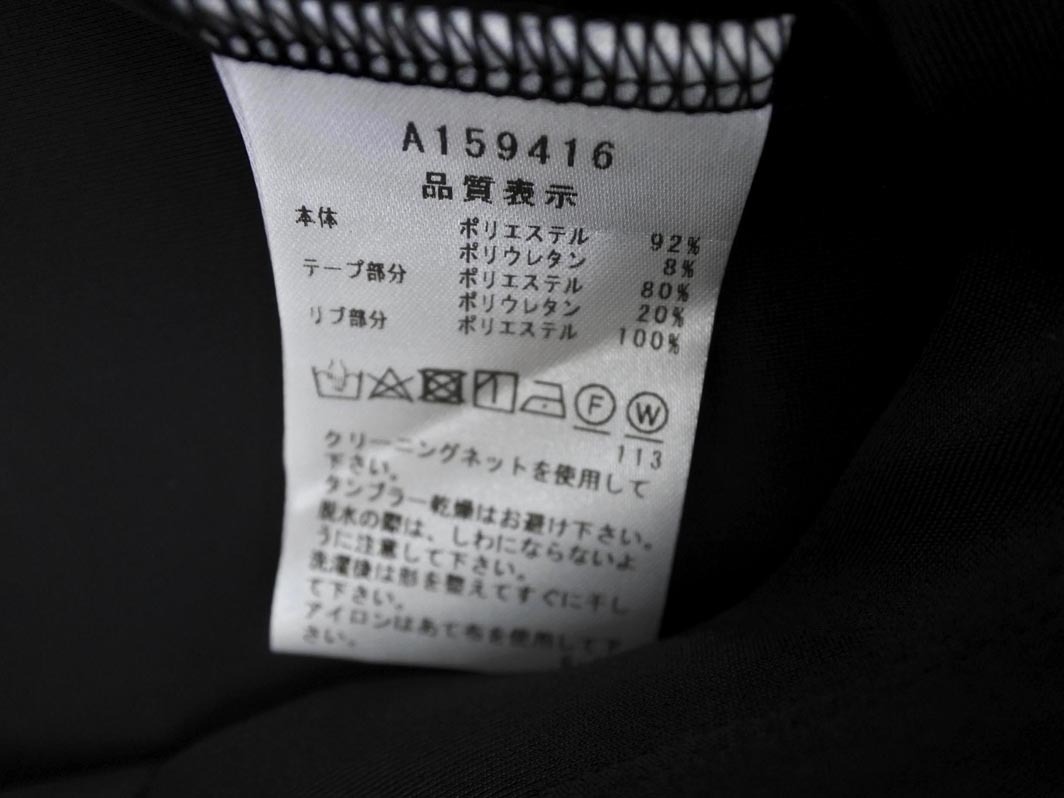 A159416
品質表示
本体 ポリエステル 92%
ポリウレタン 8%
テープ部分 ポリエステル 80%
ポリウレタン 20%
リブ部分 ポリエステル 100%
F W
113
クリーニングネットを使用して
下さい。
タンブラー乾燥はお避け下さい。
脱水の際は、しわにならないよ
うに注意して下さい。
洗濯後は形を整えてすぐに干し
て下さい。
アイロンはあて布を使用して下
さい。